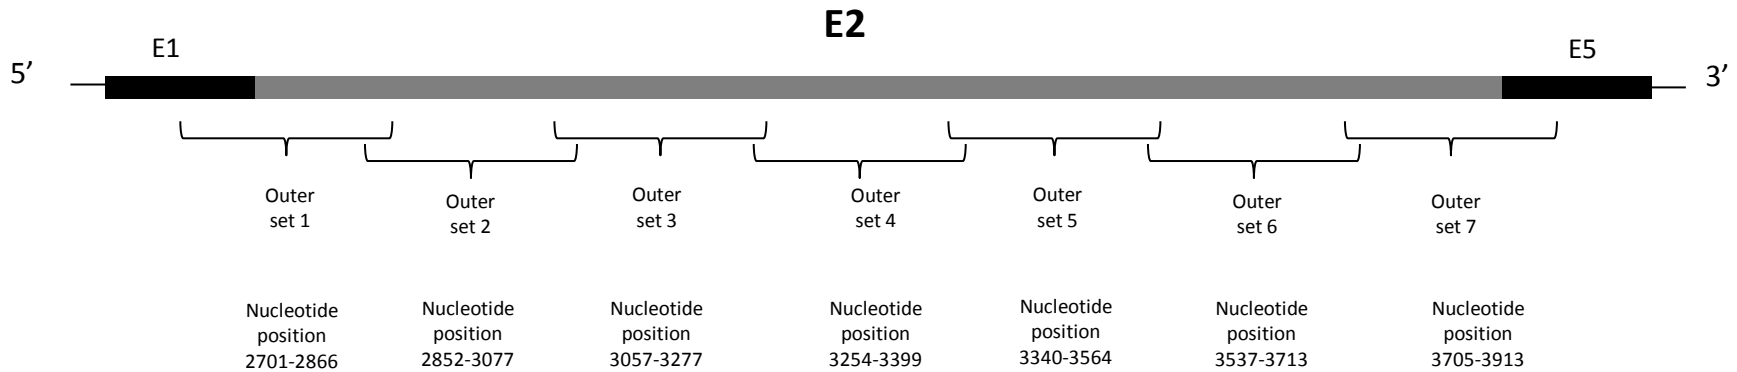 E2
E1
E5
5’
3’
Outer
set 1
Outer
set 2
Outer
set 3
Outer
set 4
Outer
set 5
Outer
set 6
Outer
set 7
Nucleotide
position
2701-2866
Nucleotide
position
2852-3077
Nucleotide
position
3057-3277
Nucleotide
position
3254-3399
Nucleotide
position
3340-3564
Nucleotide
position
3537-3713
Nucleotide
position
3705-3913